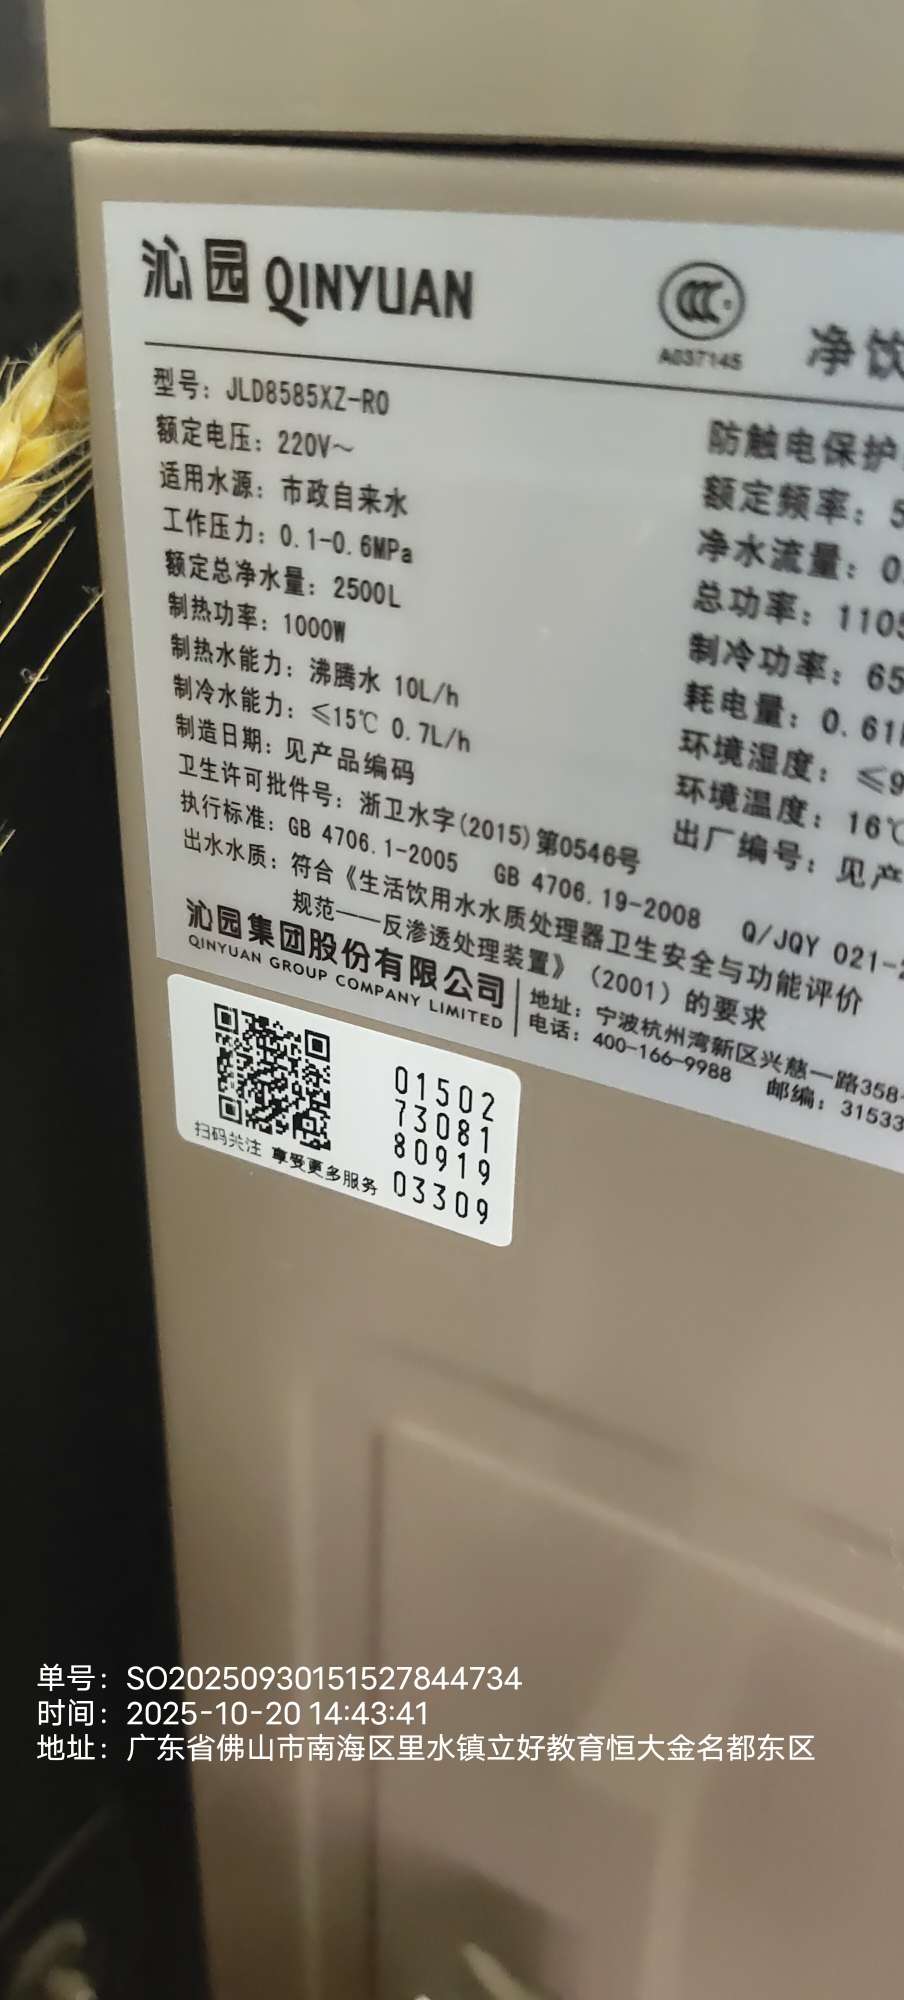 沁园 QINYUAN
A037145
净饮
型号：JLD8585XZ-RO
额定电压：220V～
适用水源：市政自来水
工作压力：0.1-0.6MPa
额定总净水量：2500L
制热功率：1000W
制热水能力：沸腾水 10L/h
制冷水能力：≤15℃ 0.7L/h
制造日期：见产品编码
防触电保护
额定频率：5
净水流量：0
总功率：1105
制冷功率：65
耗电量：0.61
环境湿度：≤9
环境温度：16℃
出厂编号：见产
卫生许可批件号：浙卫水字(2015)第0546号
执行标准：GB 4706.1-2005 GB 4706.19-2008 Q/JQY 021-2
出水水质：符合《生活饮用水水质处理器卫生安全与功能评价
规范——反渗透处理装置》（2001）的要求
沁园集团股份有限公司
QINYUAN GROUP COMPANY LIMITED
地址：宁波杭州湾新区兴慈一路358-
电话：400-166-9988 邮编：31533
01502
73081
80919
03309
扫码关注 享受更多服务
单号：SO20250930151527844734
时间：2025-10-20 14:43:41
地址：广东省佛山市南海区里水镇立好教育恒大金名都东区